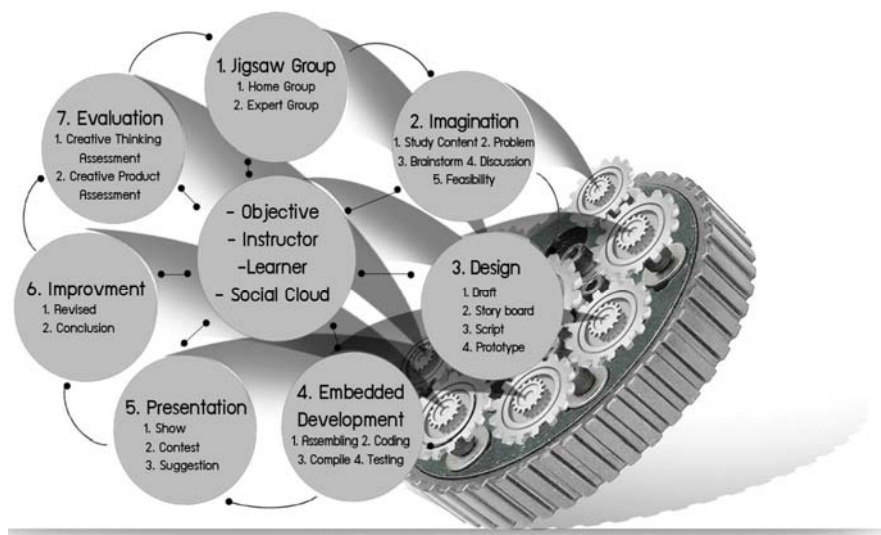 1. Jigsaw Group
1. Home Group
2. Expert Group
2. Imagination
1. Study Content 2. Problem
3. Brainstorm 4. Discussion
5. Feasibility
3. Design
1. Draft
2. Story board
3. Script
4. Prototype
4. Embedded
Development
1. Assembling 2. Coding
3. Compile 4. Testing
5. Presentation
1. Show
2. Contest
3. Suggestion
6. Improvment
1. Revised
2. Conclusion
7. Evaluation
1. Creative Thinking
Assessment
2. Creative Product
Assessment
- Objective
- Instructor
-Learner
- Social Cloud